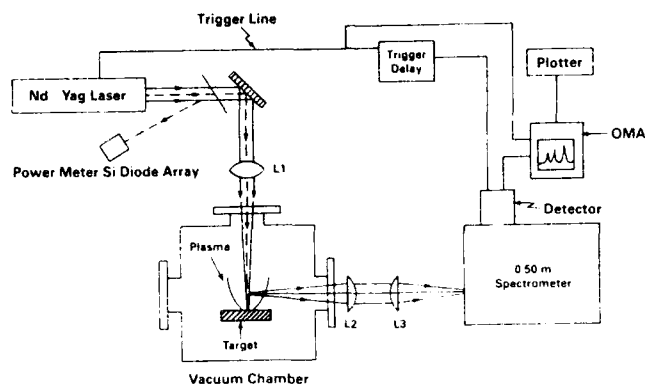 Trigger Line
Nd Yag Laser
Trigger
Delay
Plotter
OMA
Power Meter Si Diode Array
L1
Detector
Plasma
0 50 m
Spectrometer
L2
L3
Target
Vacuum Chamber